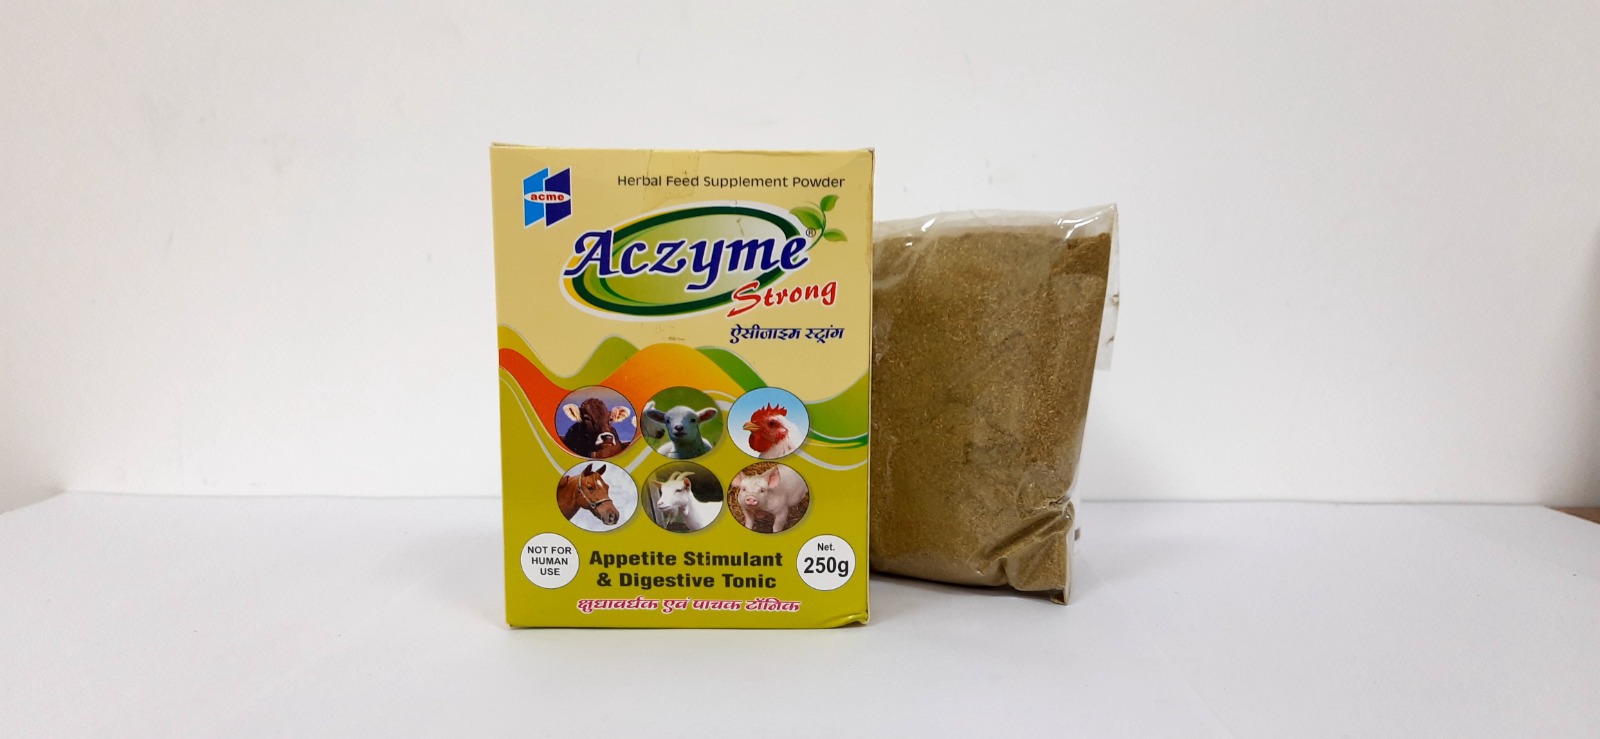 acme
Herbal Feed Supplement Powder
Aczyme®
Strong
ऐसीजाइम स्ट्रांग
NOT FOR
HUMAN
USE
Appetite Stimulant
& Digestive Tonic
Net.
250g
क्षुधावर्धक एवं पाचक टॉनिक